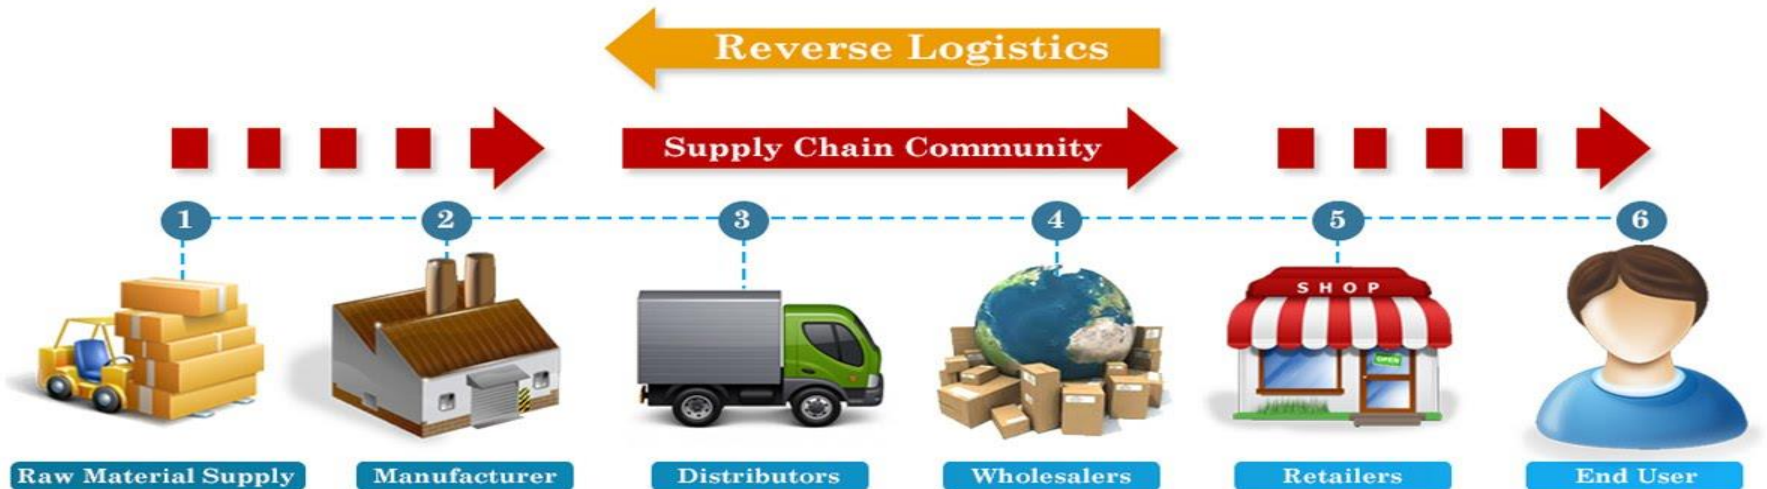 Reverse Logistics
Supply Chain Community
1
2
3
4
5
6
SHOP
OPEN
Raw Material Supply
Manufacturer
Distributors
Wholesalers
Retailers
End User